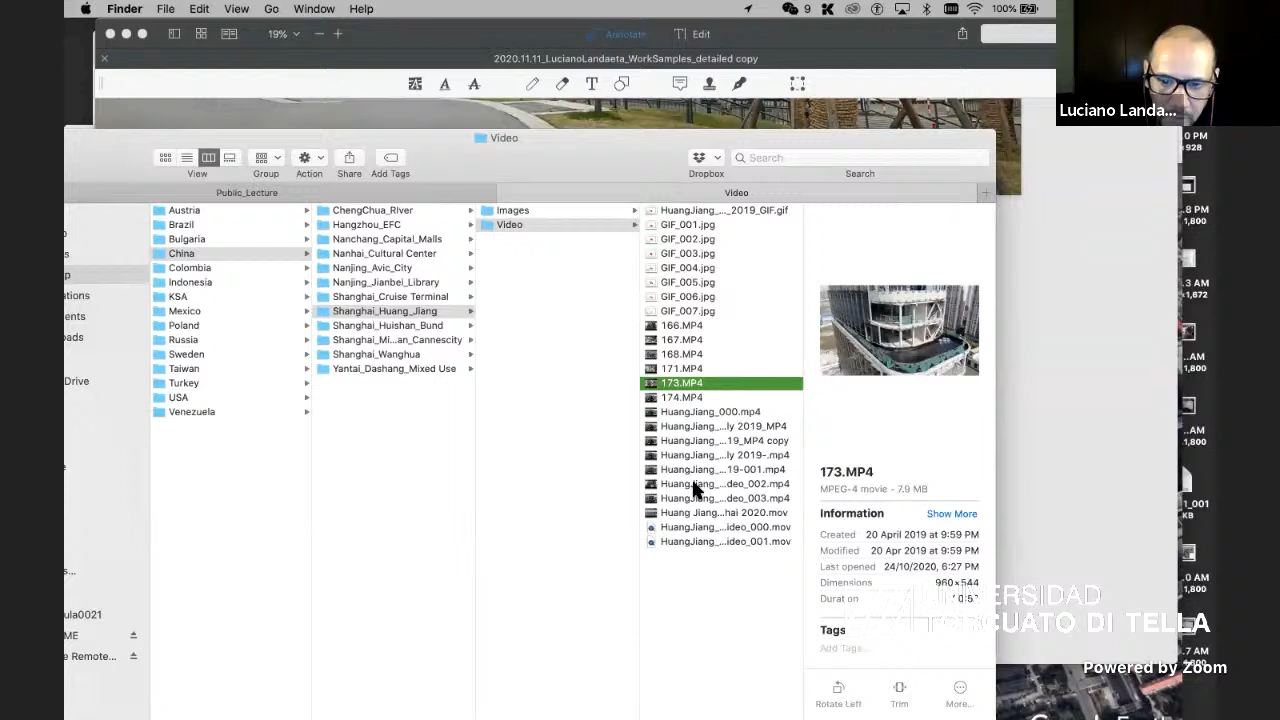 Finder File Edit View Go Window Help 9 100%
19% Annotate Edit
2020.11.11_LucianoLandaeta_WorkSamples_detailed copy
Luciano Landa...
Video
Search
View Group Action Share Add Tags Dropbox Search
Public_Lecture Video
Austria
Brazil
Bulgaria
China
Colombia
Indonesia
KSA
Mexico
Poland
Russia
Sweden
Taiwan
Turkey
USA
Venezuela
ChengChua_RIver
Hangzhou_EFC
Nanchang_Capital_Malls
Nanhai_Cultural Center
Nanjing_Avic_City
Nanjing_Jianbei_Library
Shanghai_Cruise Terminal
Shanghai_Huang_Jiang
Shanghai_Huishan_Bund
Shanghai_Mi...an_Cannescity
Shanghai_Wanghua
Yantai_Dashang_Mixed Use
Images
Video
HuangJiang_..._2019_GIF.gif
GIF_001.jpg
GIF_002.jpg
GIF_003.jpg
GIF_004.jpg
GIF_005.jpg
GIF_006.jpg
GIF_007.jpg
166.MP4
167.MP4
168.MP4
171.MP4
173.MP4
174.MP4
HuangJiang_000.mp4
HuangJiang_...ly 2019_MP4
HuangJiang_...19_MP4 copy
HuangJiang_...ly 2019-.mp4
HuangJiang_...19-001.mp4
HuangJiang_...deo_002.mp4
HuangJiang_...deo_003.mp4
Huang Jiang...hai 2020.mov
HuangJiang_...ideo_000.mov
HuangJiang_...ideo_001.mov
173.MP4
MPEG-4 movie - 7.9 MB
Information Show More
Created 20 April 2019 at 9:59 PM
Modified 20 Apr 2019 at 9:59 PM
Last opened 24/10/2020, 6:27 PM
Dimensions 960×544
Tags
Add Tags...
Rotate Left Trim More...
UNIVERSIDAD
TORCUATO DI TELLA
Powered by Zoom